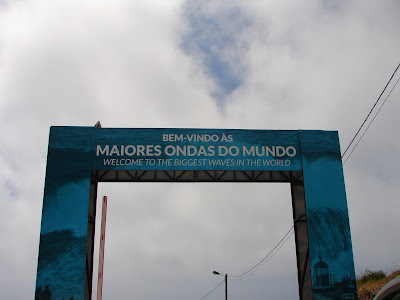 BEM-VINDO ÀS
MAIORES ONDAS DO MUNDO
WELCOME TO THE BIGGEST WAVES IN THE WORLD